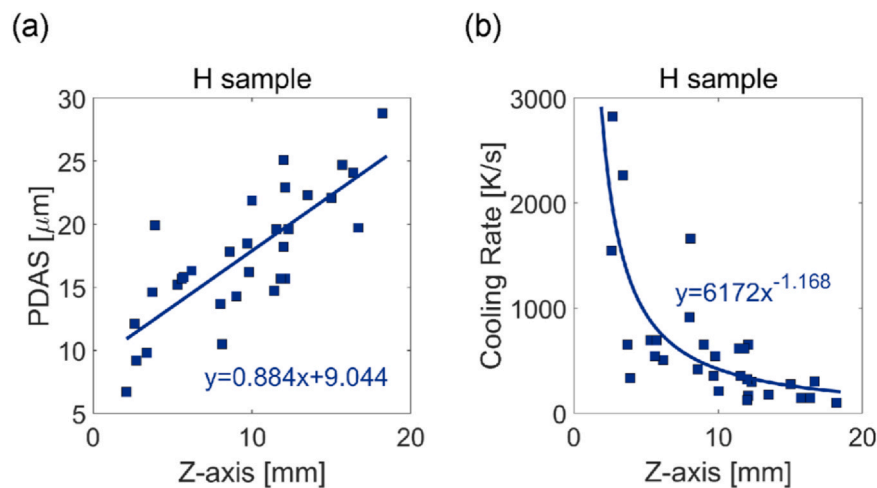 (a)
H sample
30
25
20
15
10
5
0
10
20
PDAS [μm]
Z-axis [mm]
y=0.884x+9.044
(b)
H sample
3000
2000
1000
0
0
10
20
Cooling Rate [K/s]
Z-axis [mm]
y=6172x^-1.168